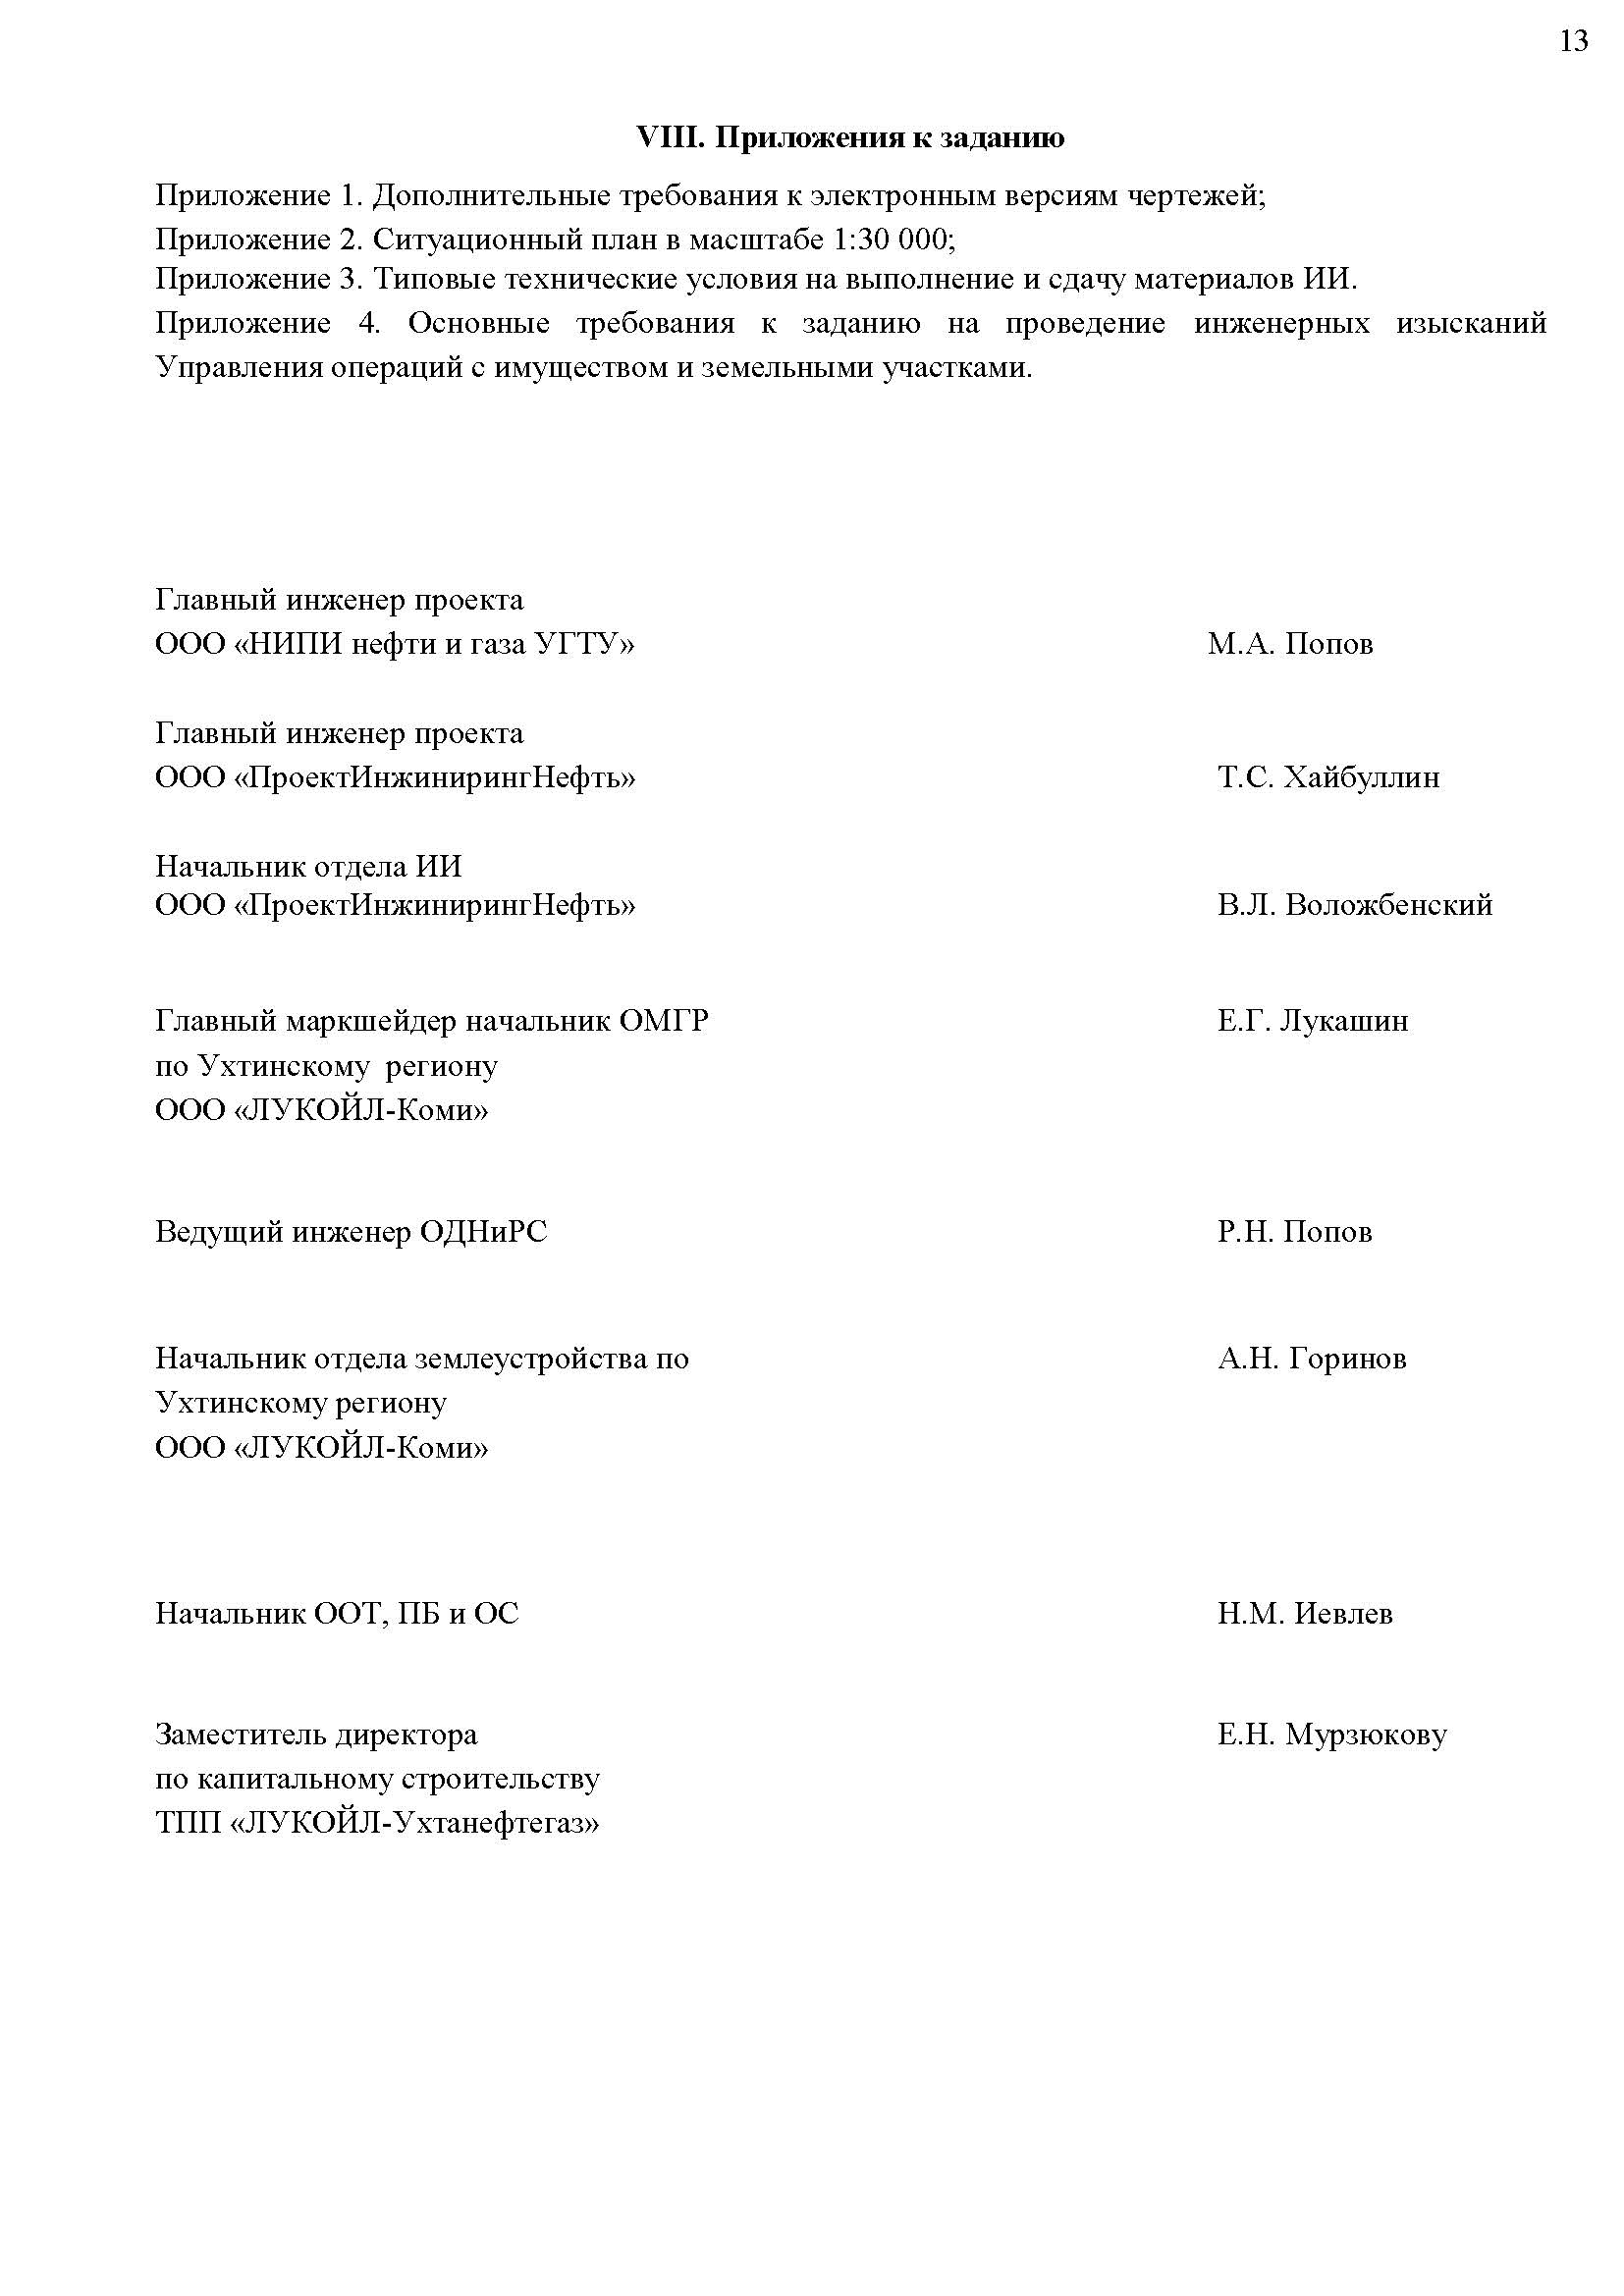 13
VIII. Приложения к заданию
Приложение 1. Дополнительные требования к электронным версиям чертежей;
Приложение 2. Ситуационный план в масштабе 1:30 000;
Приложение 3. Типовые технические условия на выполнение и сдачу материалов ИИ.
Приложение 4. Основные требования к заданию на проведение инженерных изысканий
Управления операций с имуществом и земельными участками.
Главный инженер проекта
ООО «НИПИ нефти и газа УГТУ» М.А. Попов
Главный инженер проекта
ООО «ПроектИнжинирингНефть» Т.С. Хайбуллин
Начальник отдела ИИ
ООО «ПроектИнжинирингНефть» В.Л. Воложбенский
Главный маркшейдер начальник ОМГР Е.Г. Лукашин
по Ухтинскому региону
ООО «ЛУКОЙЛ-Коми»
Ведущий инженер ОДНиРС Р.Н. Попов
Начальник отдела землеустройства по А.Н. Горинов
Ухтинскому региону
ООО «ЛУКОЙЛ-Коми»
Начальник ООТ, ПБ и ОС Н.М. Иевлев
Заместитель директора Е.Н. Мурзюкову
по капитальному строительству
ТПП «ЛУКОЙЛ-Ухтанефтегаз»